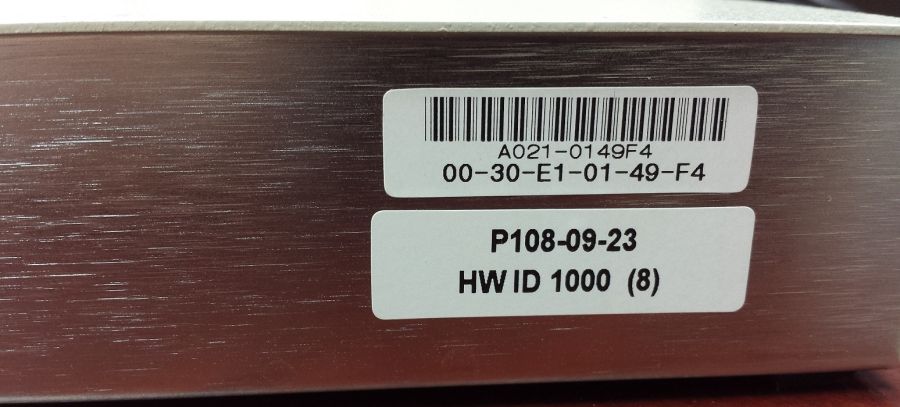 A021-0149F4
00-30-E1-01-49-F4
P108-09-23
HW ID 1000 (8)